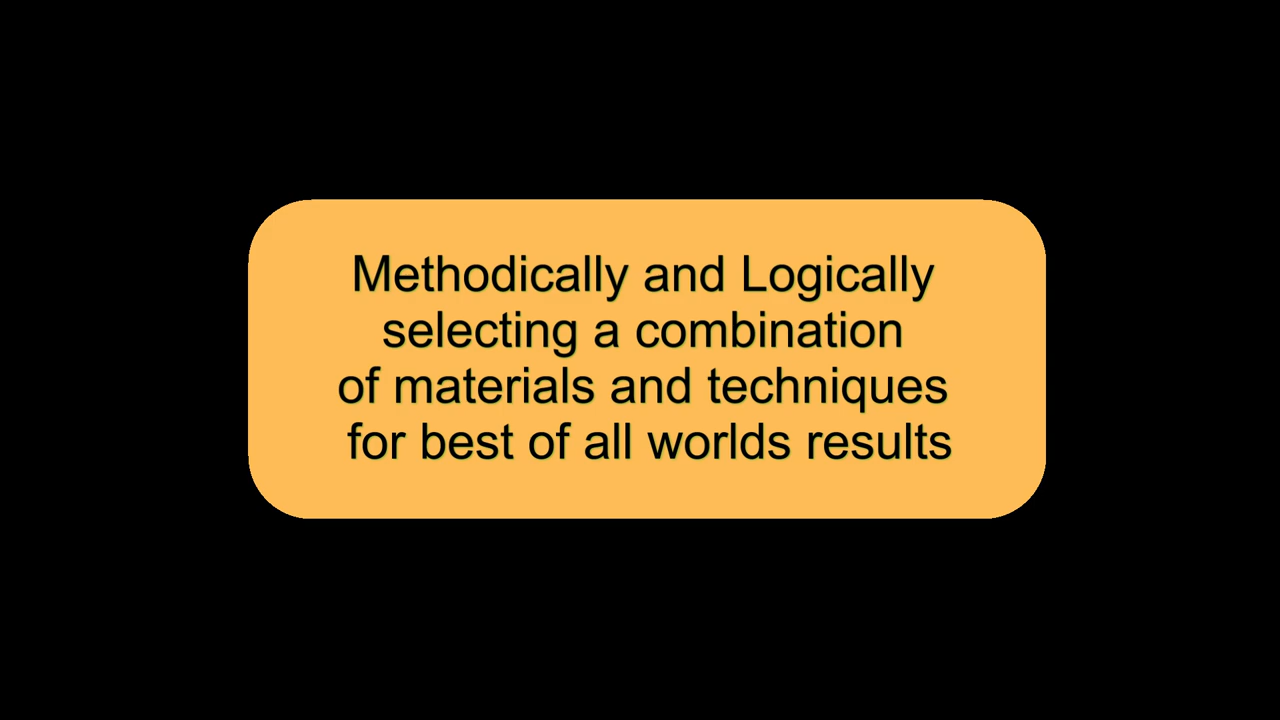 Methodically and Logically
selecting a combination
of materials and techniques
for best of all worlds results